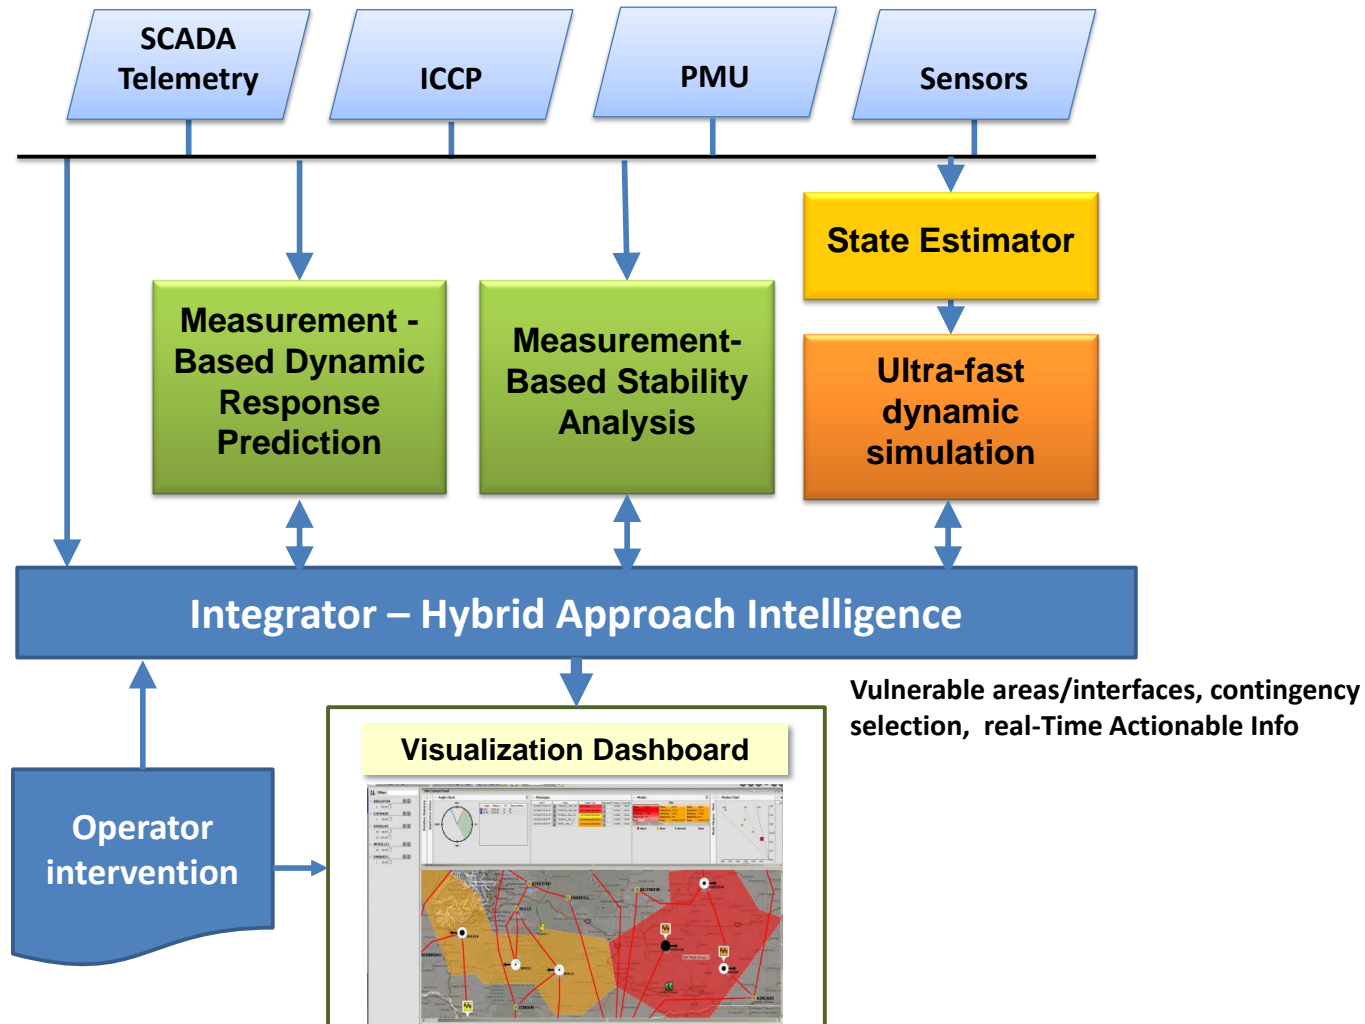 SCADA
Telemetry
ICCP
PMU
Sensors
State Estimator
Measurement -
Based Dynamic
Response
Prediction
Measurement-
Based Stability
Analysis
Ultra-fast
dynamic
simulation
Integrator – Hybrid Approach Intelligence
Vulnerable areas/interfaces, contingency
selection,  real-Time Actionable Info
Operator
intervention
Visualization Dashboard